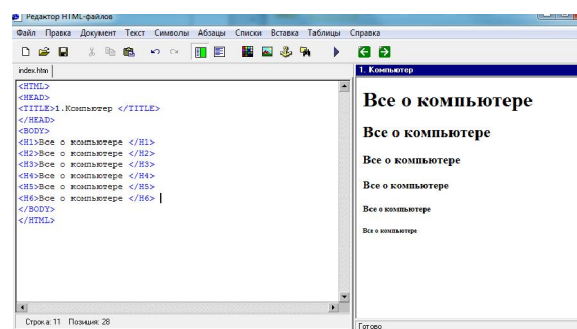 Редактор HTML-файлов
Файл Правка Документ Текст Символы Абзацы Списки Вставка Таблицы Справка
index.htm
<HTML>
<HEAD>
<TITLE>1.Компьютер </TITLE>
</HEAD>
<BODY>
<H1>Все о компьютере </H1>
<H2>Все о компьютере </H2>
<H3>Все о компьютере </H3>
<H4>Все о компьютере </H4>
<H5>Все о компьютере </H5>
<H6>Все о компьютере </H6>
</BODY>
</HTML>
Строка: 11 Позиция: 28
1. Компьютер
Все о компьютере
Все о компьютере
Все о компьютере
Все о компьютере
Все о компьютере
Все о компьютере
Готово